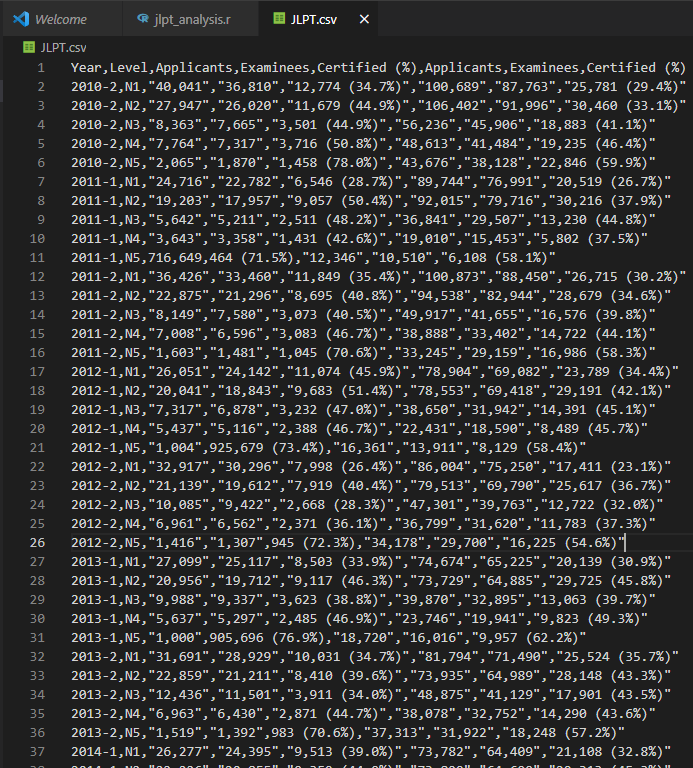 Welcome jlpt_analysis.r JLPT.csv
JLPT.csv
1 Year,Level,Applicants,Examinees,Certified (%),Applicants,Examinees,Certified (%)
2 2010-2,N1,"40,041","36,810","12,774 (34.7%)","100,689","87,763","25,781 (29.4%)"
3 2010-2,N2,"27,947","26,020","11,679 (44.9%)","106,402","91,996","30,460 (33.1%)"
4 2010-2,N3,"8,363","7,665","3,501 (44.9%)","56,236","45,906","18,883 (41.1%)"
5 2010-2,N4,"7,764","7,317","3,716 (50.8%)","48,613","41,484","19,235 (46.4%)"
6 2010-2,N5,"2,065","1,870","1,458 (78.0%)","43,676","38,128","22,846 (59.9%)"
7 2011-1,N1,"24,716","22,782","6,546 (28.7%)","89,744","76,991","20,519 (26.7%)"
8 2011-1,N2,"19,203","17,957","9,057 (50.4%)","92,015","79,716","30,216 (37.9%)"
9 2011-1,N3,"5,642","5,211","2,511 (48.2%)","36,841","29,507","13,230 (44.8%)"
10 2011-1,N4,"3,643","3,358","1,431 (42.6%)","19,010","15,453","5,802 (37.5%)"
11 2011-1,N5,716,649,464 (71.5%),"12,346","10,510","6,108 (58.1%)"
12 2011-2,N1,"36,426","33,460","11,849 (35.4%)","100,873","88,450","26,715 (30.2%)"
13 2011-2,N2,"22,875","21,296","8,695 (40.8%)","94,538","82,944","28,679 (34.6%)"
14 2011-2,N3,"8,149","7,580","3,073 (40.5%)","49,917","41,655","16,576 (39.8%)"
15 2011-2,N4,"7,008","6,596","3,083 (46.7%)","38,888","33,402","14,722 (44.1%)"
16 2011-2,N5,"1,603","1,481","1,045 (70.6%)","33,245","29,159","16,986 (58.3%)"
17 2012-1,N1,"26,051","24,142","11,074 (45.9%)","78,904","69,082","23,789 (34.4%)"
18 2012-1,N2,"20,041","18,843","9,683 (51.4%)","78,553","69,418","29,191 (42.1%)"
19 2012-1,N3,"7,317","6,878","3,232 (47.0%)","38,650","31,942","14,391 (45.1%)"
20 2012-1,N4,"5,437","5,116","2,388 (46.7%)","22,431","18,590","8,489 (45.7%)"
21 2012-1,N5,"1,004",925,679 (73.4%),"16,361","13,911","8,129 (58.4%)"
22 2012-2,N1,"32,917","30,296","7,998 (26.4%)","86,004","75,250","17,411 (23.1%)"
23 2012-2,N2,"21,139","19,612","7,919 (40.4%)","79,513","69,790","25,617 (36.7%)"
24 2012-2,N3,"10,085","9,422","2,668 (28.3%)","47,301","39,763","12,722 (32.0%)"
25 2012-2,N4,"6,961","6,562","2,371 (36.1%)","36,799","31,620","11,783 (37.3%)"
26 2012-2,N5,"1,416","1,307",945 (72.3%),"34,178","29,700","16,225 (54.6%)"
27 2013-1,N1,"27,099","25,117","8,503 (33.9%)","74,674","65,225","20,139 (30.9%)"
28 2013-1,N2,"20,956","19,712","9,117 (46.3%)","73,729","64,885","29,725 (45.8%)"
29 2013-1,N3,"9,988","9,337","3,623 (38.8%)","39,870","32,895","13,063 (39.7%)"
30 2013-1,N4,"5,637","5,297","2,485 (46.9%)","23,746","19,941","9,823 (49.3%)"
31 2013-1,N5,"1,000",905,696 (76.9%),"18,720","16,016","9,957 (62.2%)"
32 2013-2,N1,"31,691","28,929","10,031 (34.7%)","81,794","71,490","25,524 (35.7%)"
33 2013-2,N2,"22,859","21,211","8,410 (39.6%)","73,935","64,989","28,148 (43.3%)"
34 2013-2,N3,"12,436","11,501","3,911 (34.0%)","48,875","41,129","17,901 (43.5%)"
35 2013-2,N4,"6,963","6,430","2,871 (44.7%)","38,078","32,752","14,290 (43.6%)"
36 2013-2,N5,"1,519","1,392",983 (70.6%),"37,313","31,922","18,248 (57.2%)"
37 2014-1,N1,"26,277","24,395","9,513 (39.0%)","73,782","64,409","21,108 (32.8%)"